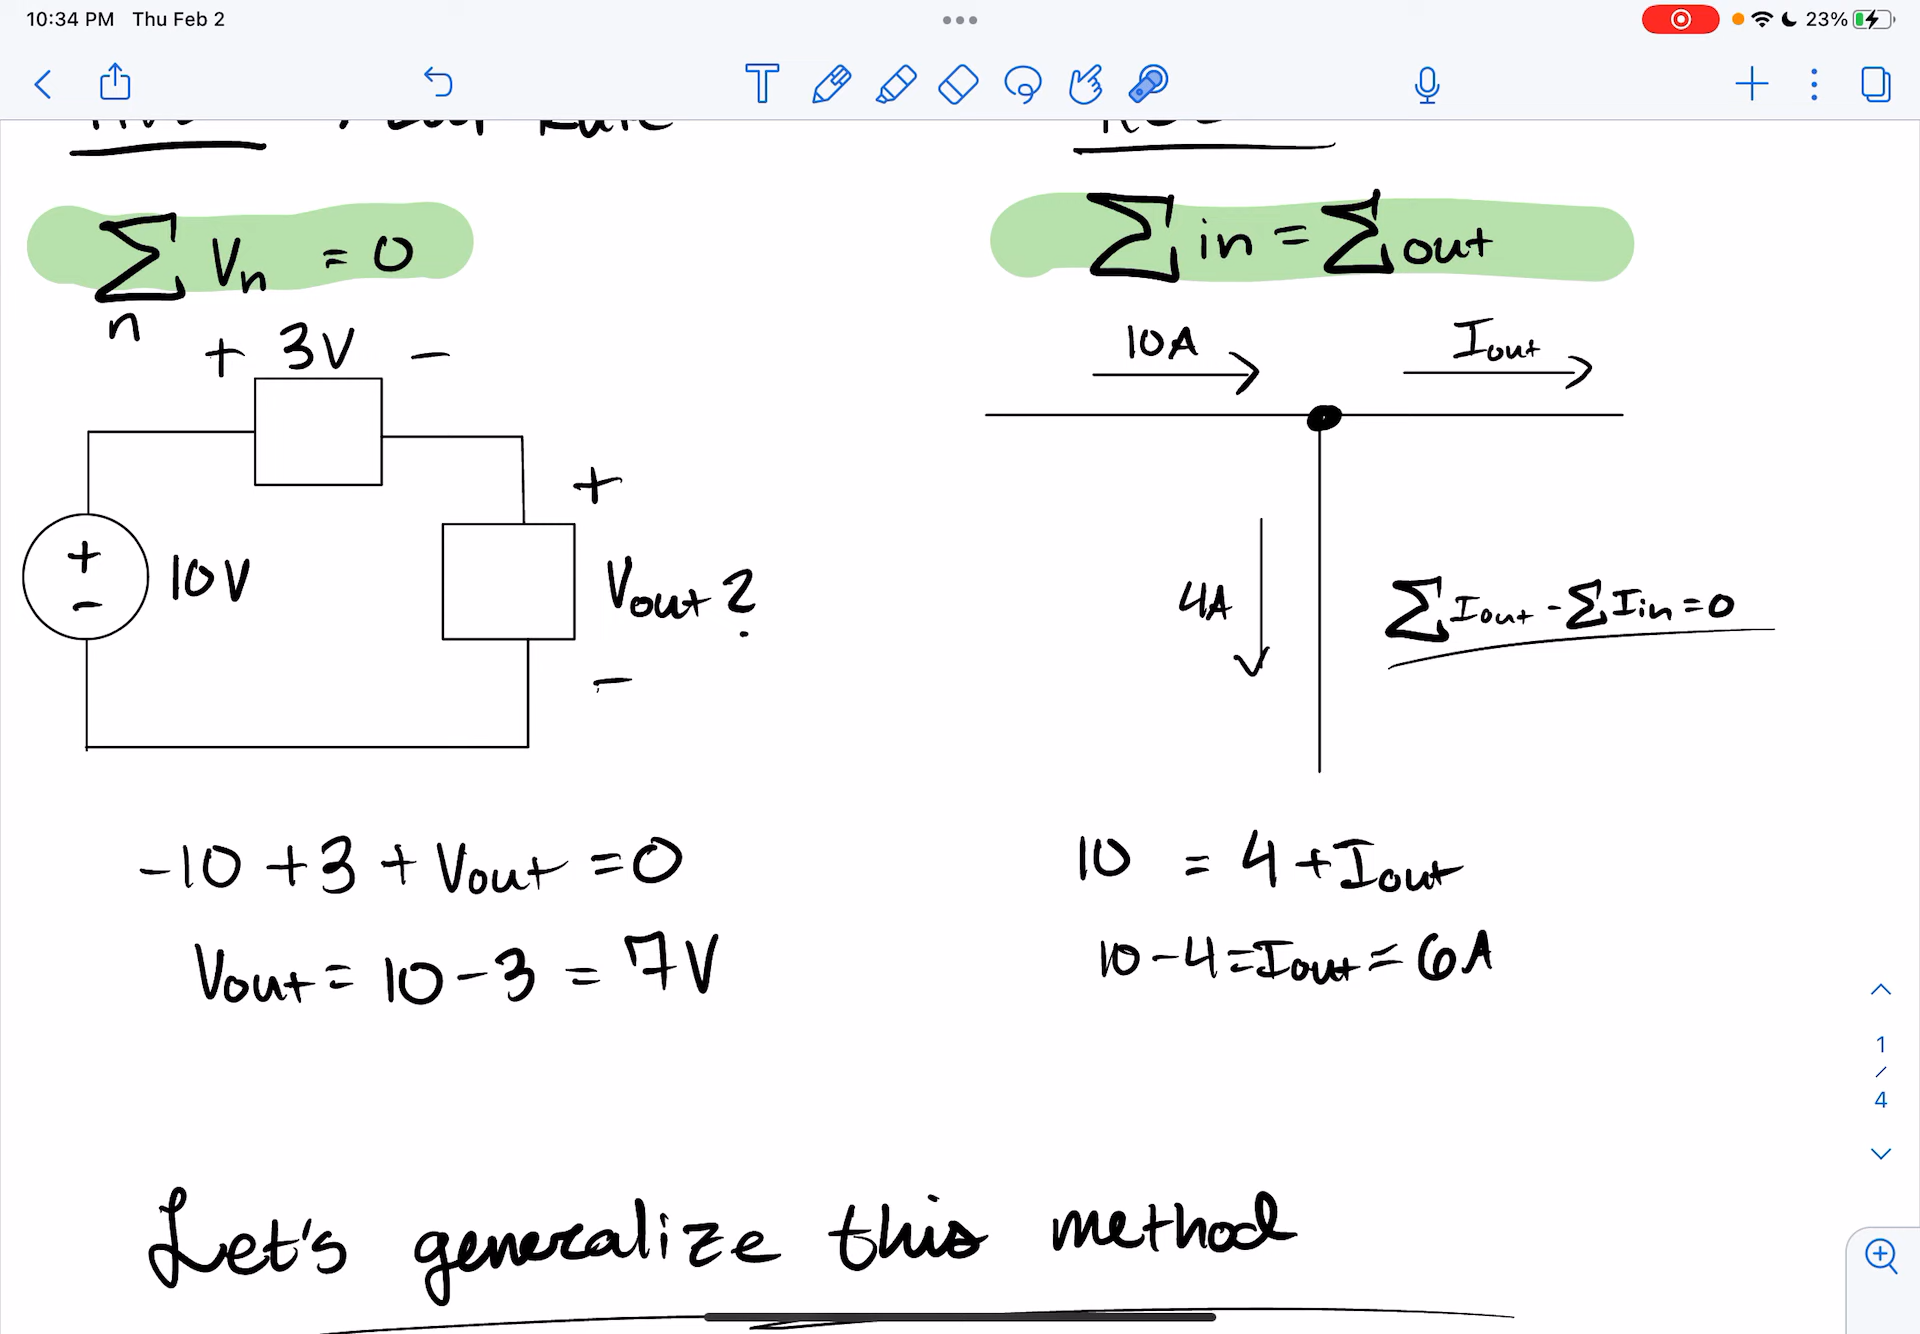 10:34 PM Thu Feb 2
23%
Rule
∑ Vn = 0
n
+ 3V -
+
-
10V
+
Vout?
-
-10 + 3 + Vout = 0
Vout = 10 - 3 = 7V
∑ in = ∑ out
10A
Iout
4A
∑ Iout - ∑ Iin = 0
10 = 4 + Iout
10 - 4 = Iout = 6A
Let's generalize this method
1
/
4